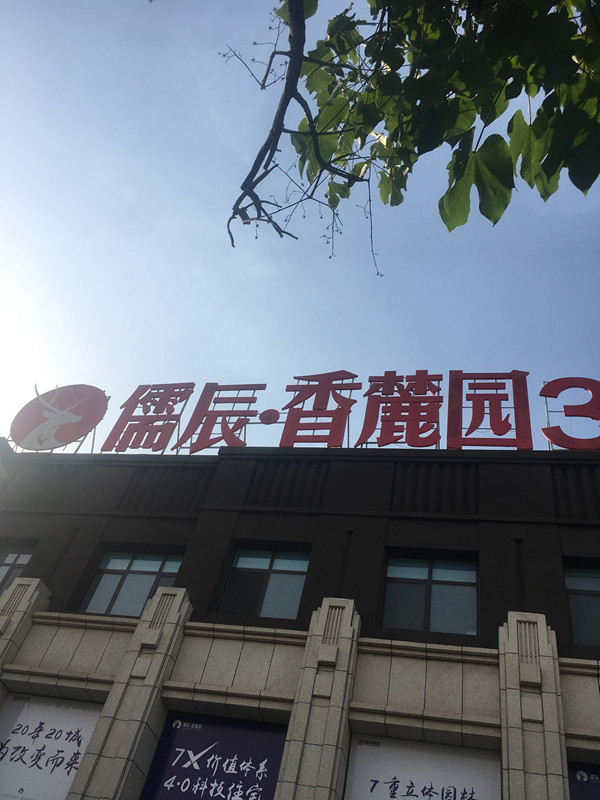 儒辰·香麓园3
20年20城
为改变而来
7X价值体系
4.0科技住宅
7重立体园林